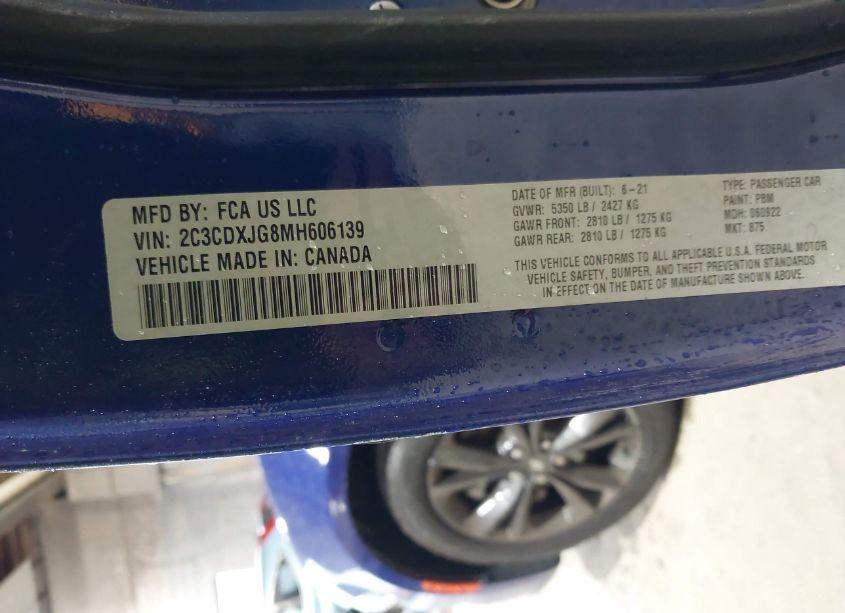 MFD BY: FCA US LLC
VIN: 2C3CDXJG8MH606139
VEHICLE MADE IN: CANADA
DATE OF MFR (BUILT): 6-21
GVWR: 5350 LB / 2427 KG
GAWR FRONT: 2810 LB / 1275 KG
GAWR REAR: 2810 LB / 1275 KG
TYPE: PASSENGER CAR
PAINT: PBM
MDH: 060922
MKT: 875
THIS VEHICLE CONFORMS TO ALL APPLICABLE U.S.A. FEDERAL MOTOR
VEHICLE SAFETY, BUMPER, AND THEFT PREVENTION STANDARDS
IN EFFECT ON THE DATE OF MANUFACTURE SHOWN ABOVE.